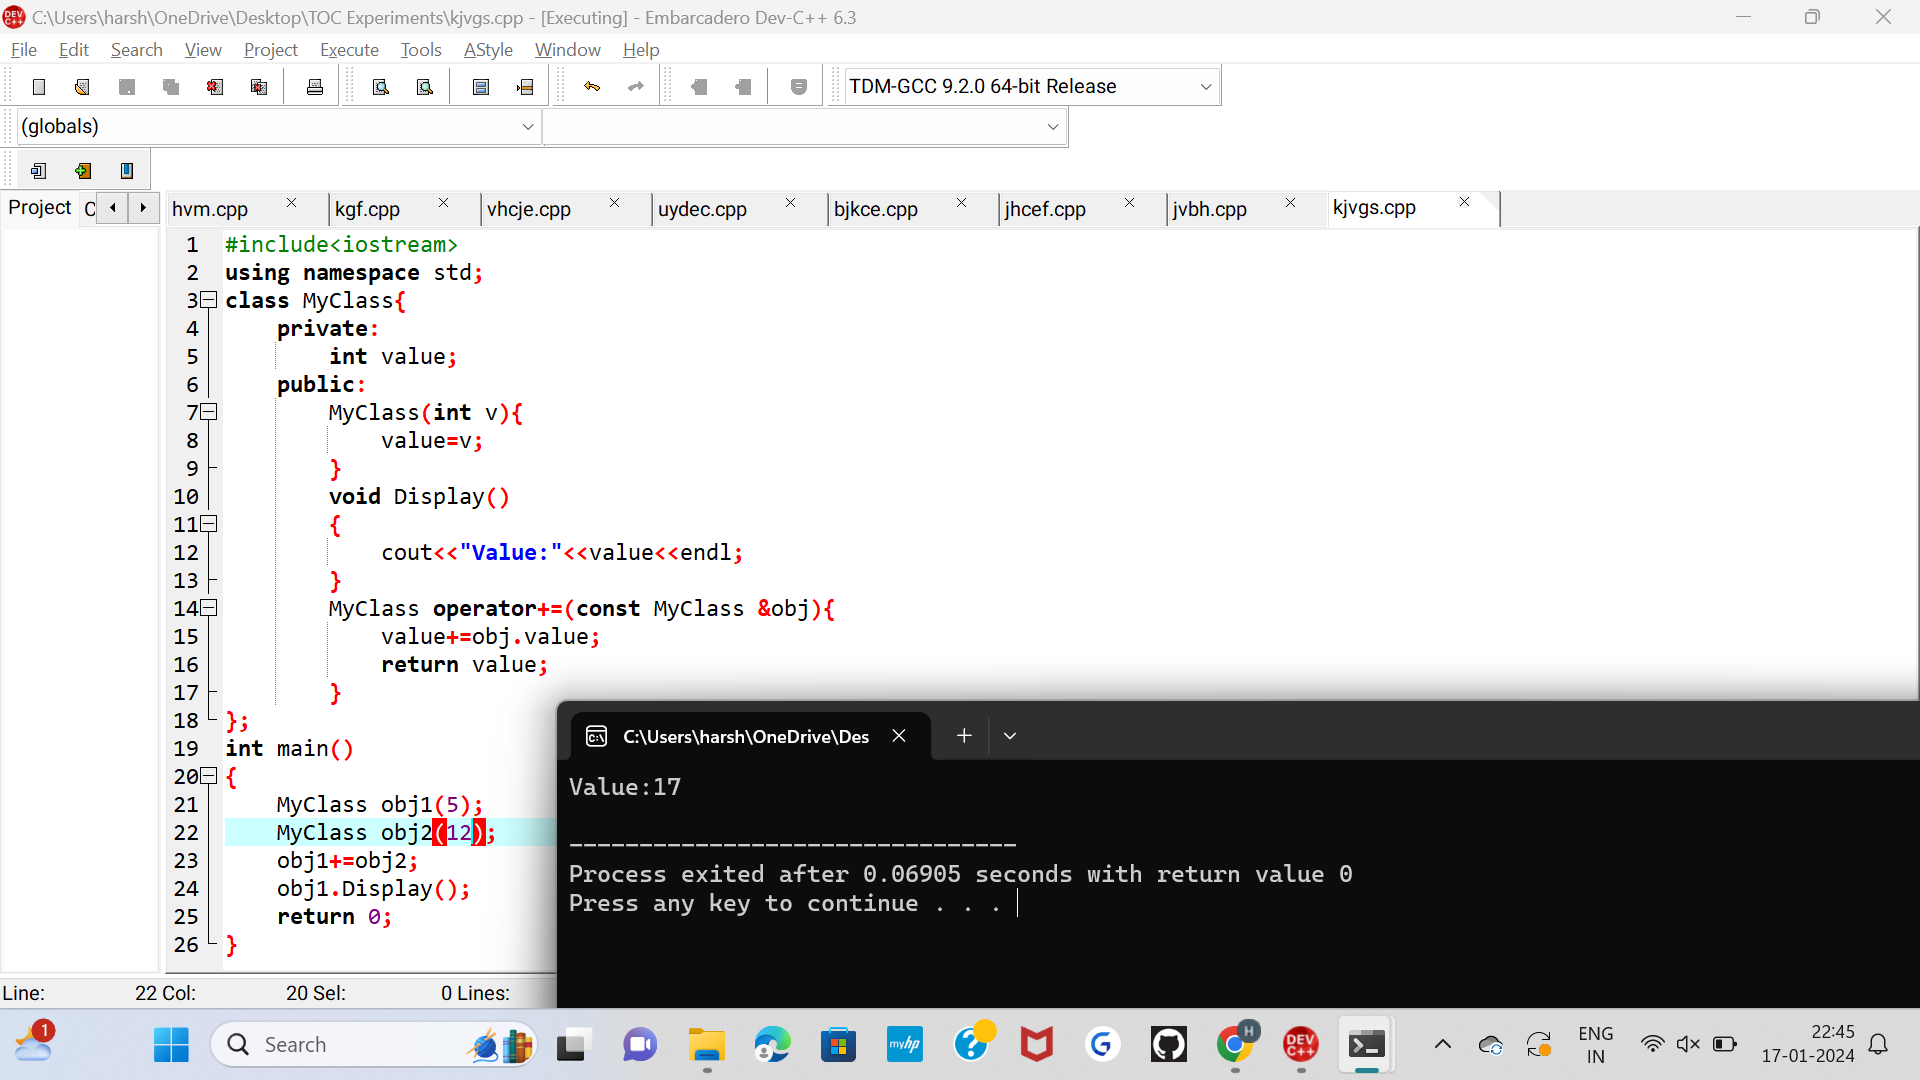 C:\Users\harsh\OneDrive\Desktop\TOC Experiments\kjvgs.cpp - [Executing] - Embarcadero Dev-C++ 6.3
File Edit Search View Project Execute Tools AStyle Window Help
TDM-GCC 9.2.0 64-bit Release
(globals)
Project C hvm.cpp kgf.cpp vhcje.cpp uydec.cpp bjkce.cpp jhcef.cpp jvbh.cpp kjvgs.cpp
1 #include<iostream>
2 using namespace std;
3 class MyClass{
4 private:
5 int value;
6 public:
7 MyClass(int v){
8 value=v;
9 }
10 void Display()
11 {
12 cout<<"Value:"<<value<<endl;
13 }
14 MyClass operator+=(const MyClass &obj){
15 value+=obj.value;
16 return value;
17 }
18 };
19 int main()
20 {
21 MyClass obj1(5);
22 MyClass obj2(12);
23 obj1+=obj2;
24 obj1.Display();
25 return 0;
26 }
C:\Users\harsh\OneDrive\Des
Value:17
--------------------------------
Process exited after 0.06905 seconds with return value 0
Press any key to continue . . .
Line: 22 Col: 20 Sel: 0 Lines:
1
Search
myhp
H
DEV C++
ENG
IN
22:45
17-01-2024